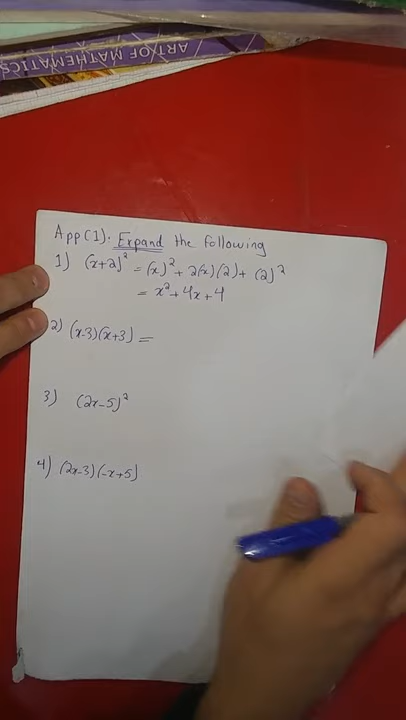 ART OF MATHEMATICS
App(1): Expand the following
1) (x+2)² = (x)² + 2(x)(2) + (2)²
= x² + 4x + 4
2) (x-3)(x+3) =
3) (2x-5)²
4) (2x-3)(-x+5)